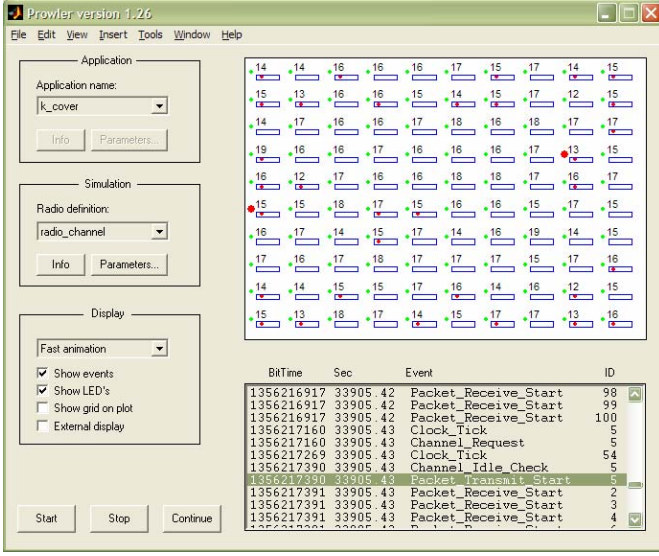 Prowler version 1.26
File Edit View Insert Tools Window Help
Application
Application name:
k_cover
Info Parameters...
Simulation
Radio definition:
radio_channel
Info Parameters...
Display
Fast animation
Show events
Show LED's
Show grid on plot
External display
Start Stop Continue
14 14 16 16 16 17 15 17 14 15
15 13 16 16 15 14 15 17 12 15
14 17 16 16 17 18 16 18 17 17
19 16 16 17 16 16 17 17 13 15
16 12 17 16 16 18 18 17 16 17
15 15 18 17 15 15 17 17 15 17
16 17 14 15 17 14 16 19 14 15
17 16 17 18 17 15 17 15 17 16
14 14 15 15 17 16 14 16 12 15
15 13 18 17 14 15 17 17 13 16
BitTime Sec Event ID
1356216917 33905.42 Packet_Receive_Start 98
1356216917 33905.42 Packet_Receive_Start 99
1356216917 33905.42 Packet_Receive_Start 100
1356217160 33905.43 Clock_Tick 5
1356217160 33905.43 Channel_Request 5
1356217269 33905.43 Clock_Tick 54
1356217390 33905.43 Channel_Idle_Check 5
1356217390 33905.43 Packet_Transmit_Start 5
1356217391 33905.43 Packet_Receive_Start 2
1356217391 33905.43 Packet_Receive_Start 3
1356217391 33905.43 Packet_Receive_Start 4